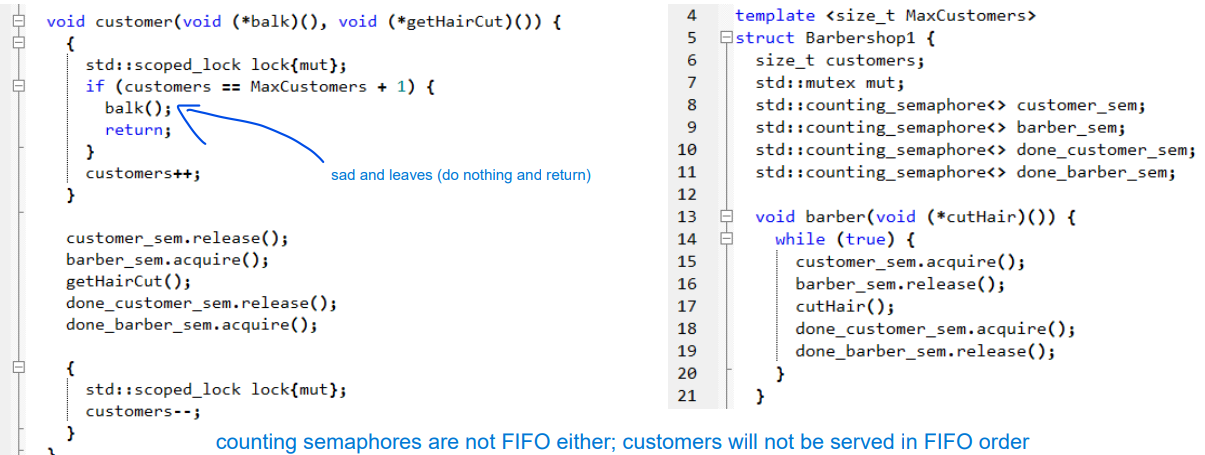 void customer(void (*balk)(), void (*getHairCut)()) {
{
std::scoped_lock lock{mut};
if (customers == MaxCustomers + 1) {
balk();
return;
}
customers++;
}
customer_sem.release();
barber_sem.acquire();
getHairCut();
done_customer_sem.release();
done_barber_sem.acquire();
{
std::scoped_lock lock{mut};
customers--;
}
}
sad and leaves (do nothing and return)
4 template <size_t MaxCustomers>
5 struct Barbershop1 {
6 size_t customers;
7 std::mutex mut;
8 std::counting_semaphore<> customer_sem;
9 std::counting_semaphore<> barber_sem;
10 std::counting_semaphore<> done_customer_sem;
11 std::counting_semaphore<> done_barber_sem;
12
13 void barber(void (*cutHair)()) {
14 while (true) {
15 customer_sem.acquire();
16 barber_sem.release();
17 cutHair();
18 done_customer_sem.acquire();
19 done_barber_sem.release();
20 }
21 }
counting semaphores are not FIFO either; customers will not be served in FIFO order